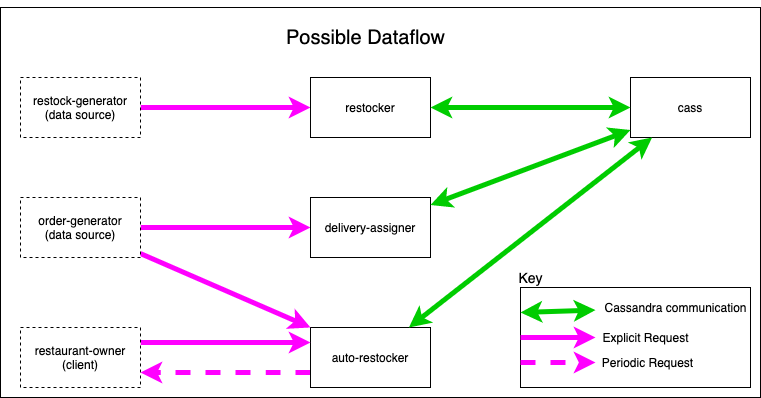 Possible Dataflow
restock-generator
(data source)
restocker
cass
order-generator
(data source)
delivery-assigner
restaurant-owner
(client)
auto-restocker
Key
Cassandra communication
Explicit Request
Periodic Request